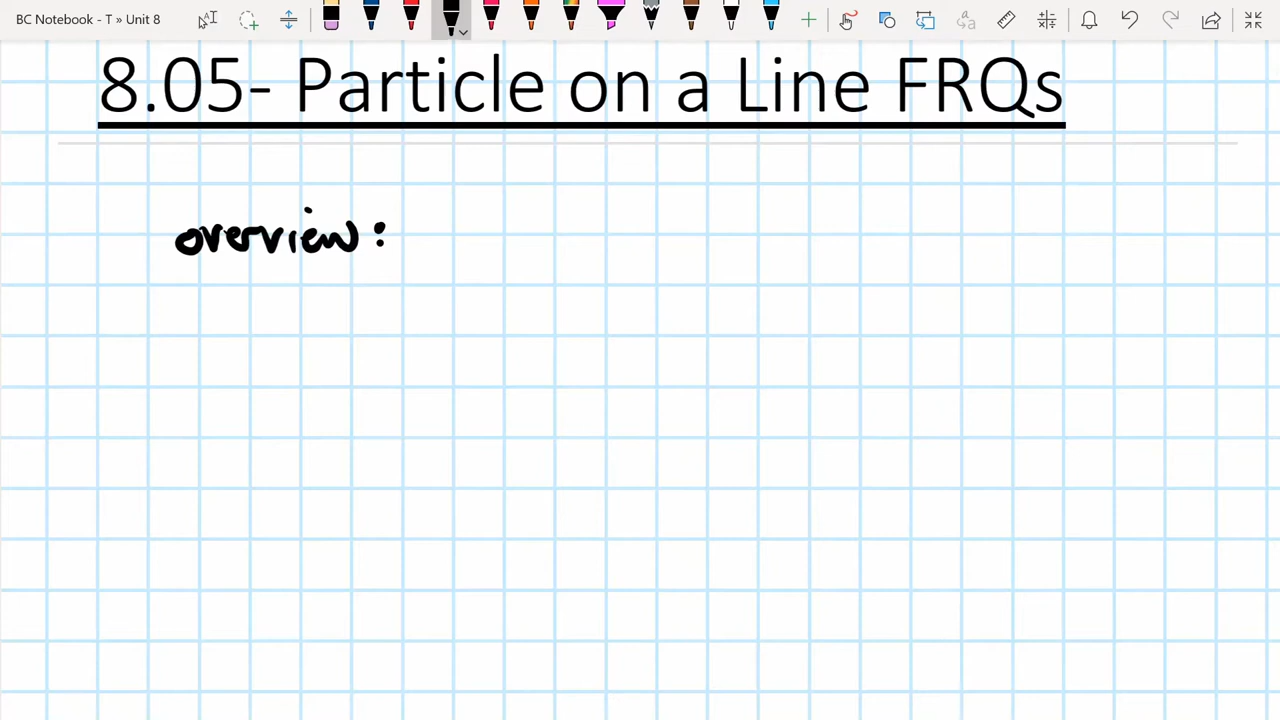 BC Notebook - T » Unit 8
8.05- Particle on a Line FRQs
overview: